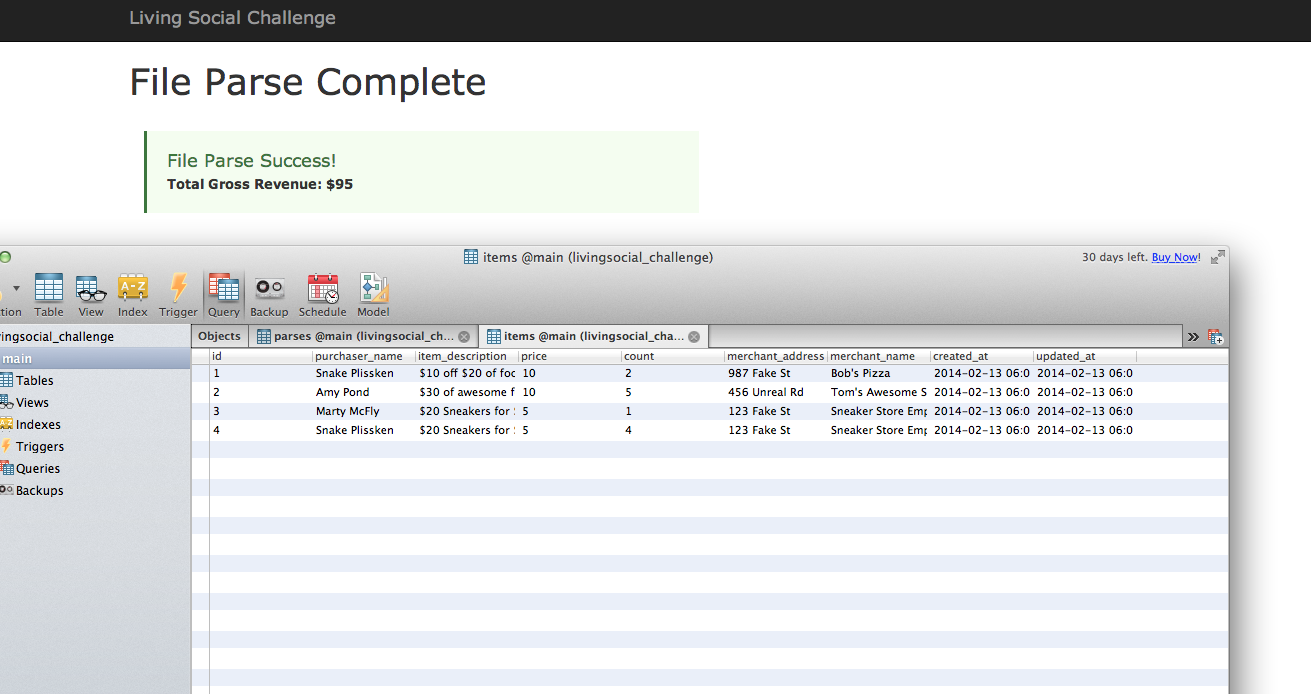 Living Social Challenge
File Parse Complete
File Parse Success!
Total Gross Revenue: $95
items @main (livingsocial_challenge)
30 days left. Buy Now!
tion Table View Index Trigger Query Backup Schedule Model
ingsocial_challenge
Objects parses @main (livingsocial_ch... items @main (livingsocial_cha...
main
Tables
Views
Indexes
Triggers
Queries
Backups
id purchaser_name item_description price count merchant_address merchant_name created_at updated_at
1 Snake Plissken $10 off $20 of foo 10 2 987 Fake St Bob's Pizza 2014-02-13 06:0 2014-02-13 06:0
2 Amy Pond $30 of awesome f 10 5 456 Unreal Rd Tom's Awesome S 2014-02-13 06:0 2014-02-13 06:0
3 Marty McFly $20 Sneakers for 5 1 123 Fake St Sneaker Store Emp 2014-02-13 06:0 2014-02-13 06:0
4 Snake Plissken $20 Sneakers for 5 4 123 Fake St Sneaker Store Emp 2014-02-13 06:0 2014-02-13 06:0